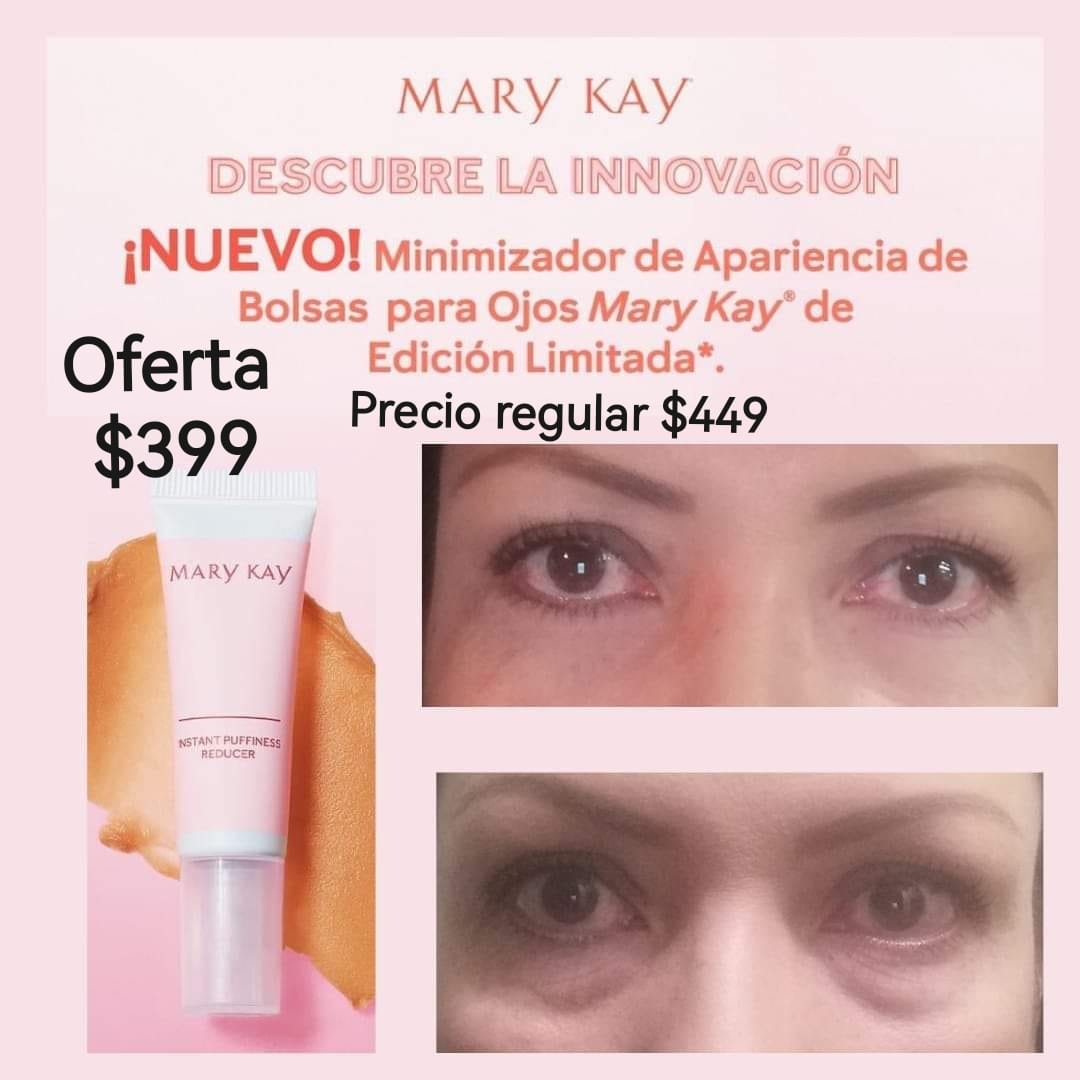 MARY KAY
DESCUBRE LA INNOVACIÓN
¡NUEVO! Minimizador de Apariencia de
Bolsas para Ojos Mary Kay® de
Edición Limitada*.
Oferta
$399
Precio regular $449
MARY KAY
INSTANT PUFFINESS
REDUCER